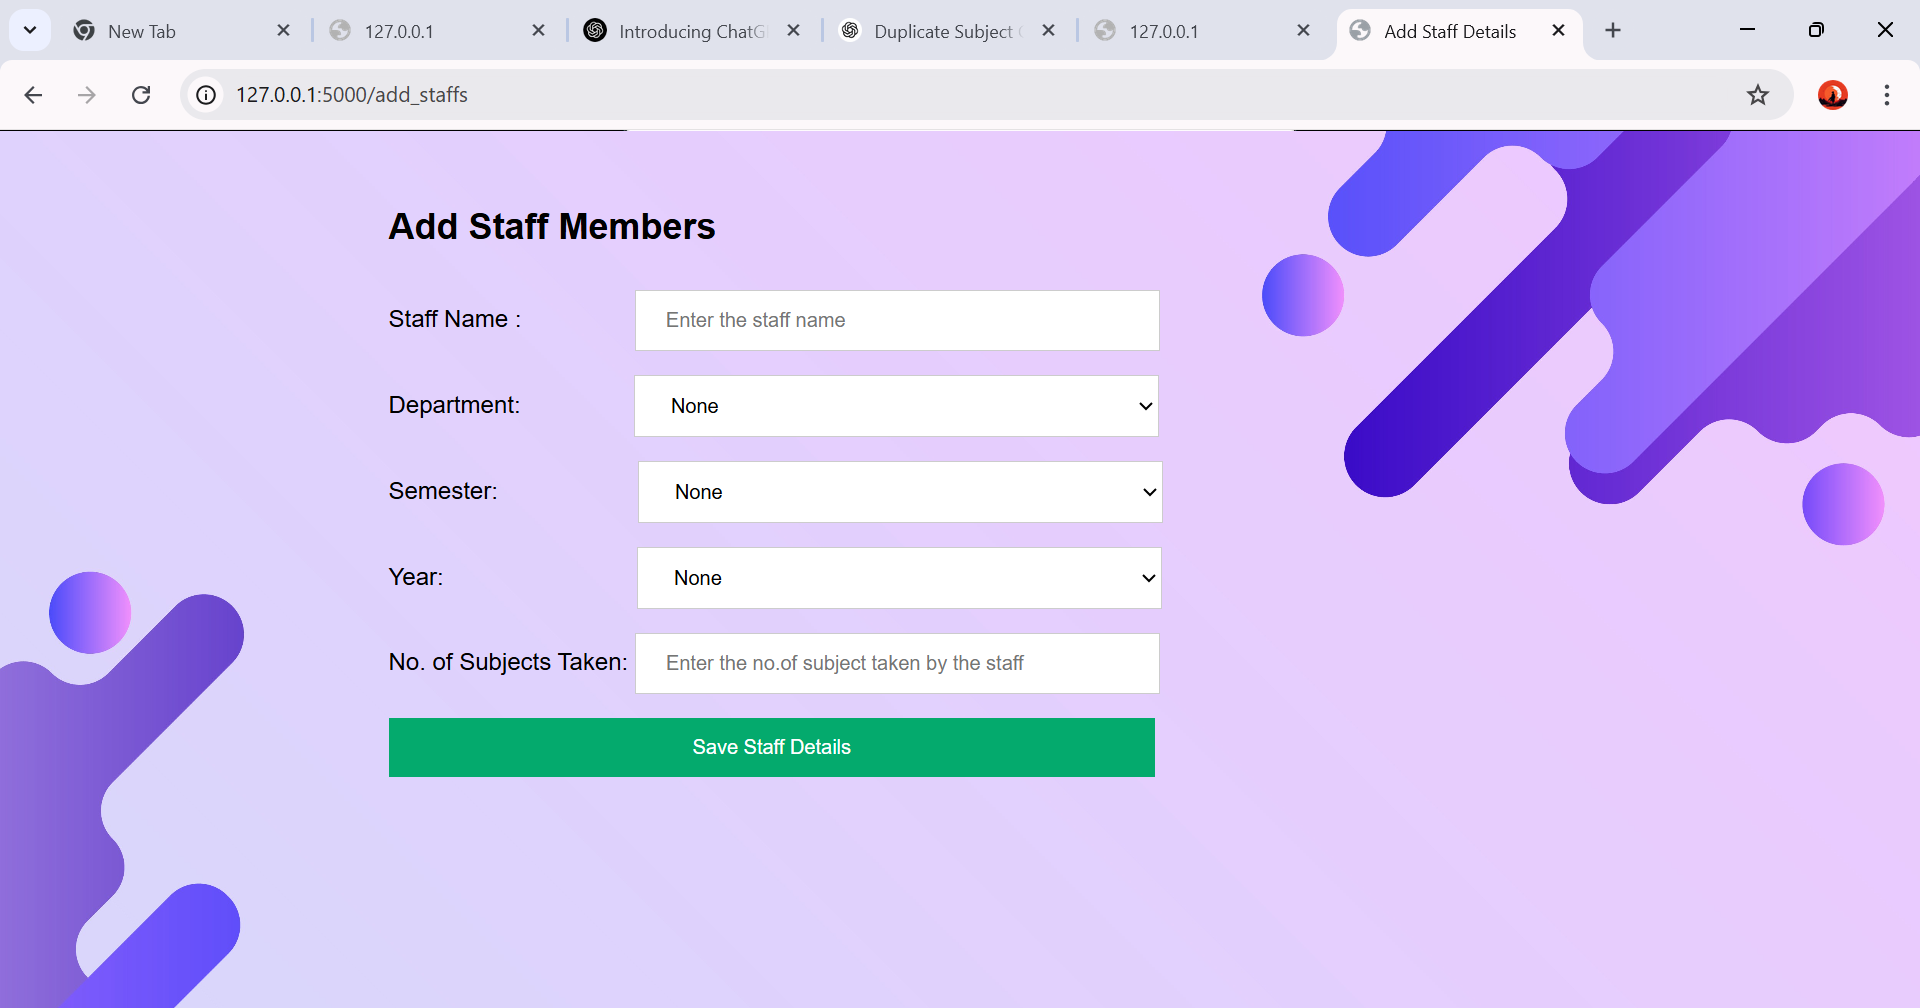 New Tab
127.0.0.1
Introducing ChatG
Duplicate Subject
127.0.0.1
Add Staff Details
127.0.0.1:5000/add_staffs
Add Staff Members
Staff Name :
Enter the staff name
Department:
None
Semester:
None
Year:
None
No. of Subjects Taken:
Enter the no.of subject taken by the staff
Save Staff Details